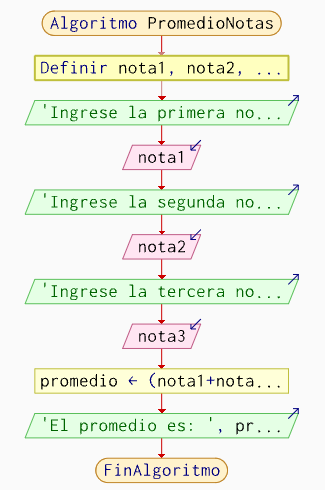 Algoritmo PromedioNotas
Definir nota1, nota2, ...
'Ingrese la primera no...
nota1
'Ingrese la segunda no...
nota2
'Ingrese la tercera no...
nota3
promedio ← (nota1+nota...
'El promedio es: ', pr...
FinAlgoritmo